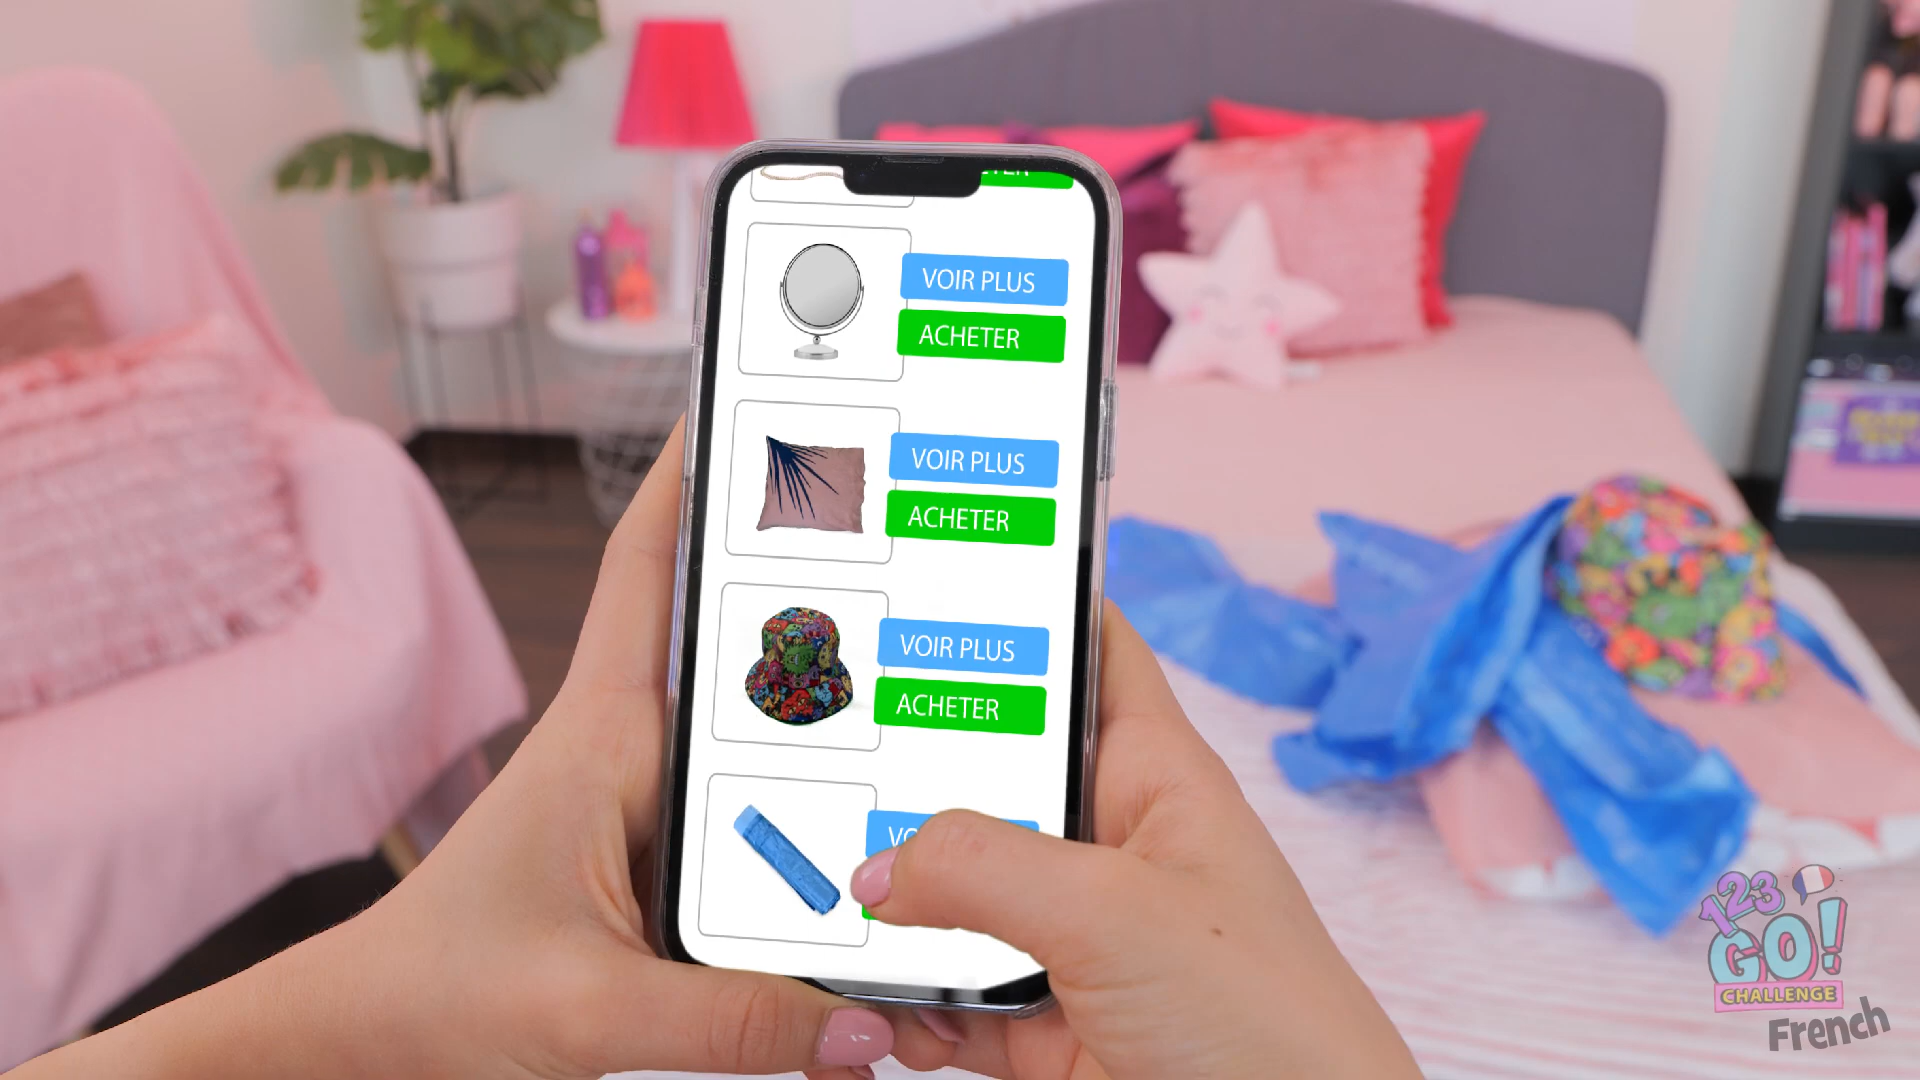 VOIR PLUS
ACHETER
VOIR PLUS
ACHETER
VOIR PLUS
ACHETER
123
GO!
CHALLENGE
French